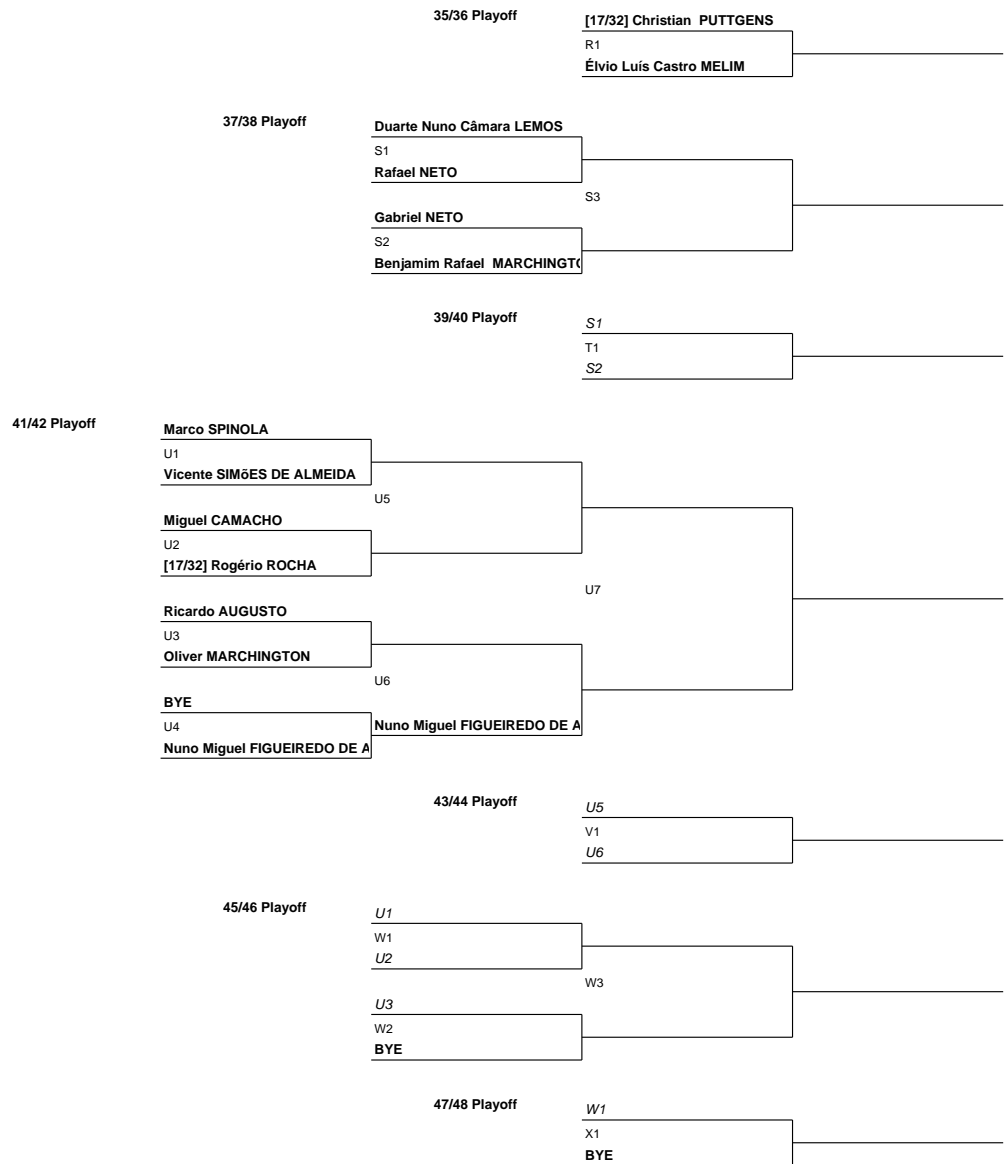 35/36 Playoff
[17/32] Christian  PUTTGENS
R1
Élvio Luís Castro MELIM
37/38 Playoff
Duarte Nuno Câmara LEMOS
S1
Rafael NETO
S3
Gabriel NETO
S2
Benjamim Rafael  MARCHINGTO
39/40 Playoff
S1
T1
S2
41/42 Playoff
Marco SPINOLA
U1
Vicente SIMõES DE ALMEIDA
U5
Miguel CAMACHO
U2
[17/32] Rogério ROCHA
U7
Ricardo AUGUSTO
U3
Oliver MARCHINGTON
U6
BYE
U4
Nuno Miguel FIGUEIREDO DE A
Nuno Miguel FIGUEIREDO DE A
43/44 Playoff
U5
V1
U6
45/46 Playoff
U1
W1
U2
W3
U3
W2
BYE
47/48 Playoff
W1
X1
BYE